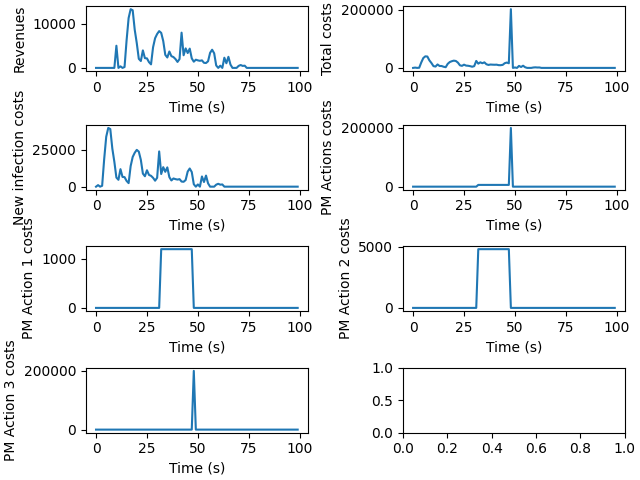 Revenues
10000
0
0 25 50 75 100
Time (s)
Total costs
200000
0
0 25 50 75 100
Time (s)
New infection costs
25000
0
0 25 50 75 100
Time (s)
PM Actions costs
200000
0
0 25 50 75 100
Time (s)
PM Action 1 costs
1000
0
0 25 50 75 100
Time (s)
PM Action 2 costs
5000
0
0 25 50 75 100
Time (s)
PM Action 3 costs
200000
0
0 25 50 75 100
Time (s)
1.0
0.5
0.0
0.0 0.2 0.4 0.6 0.8 1.0